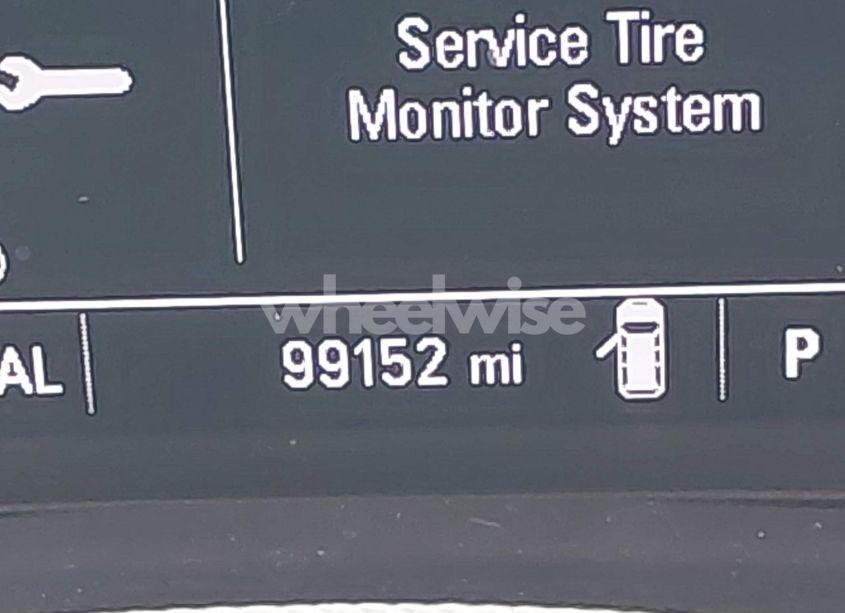 Service Tire
Monitor System
wheelwise
AL
99152 mi
P